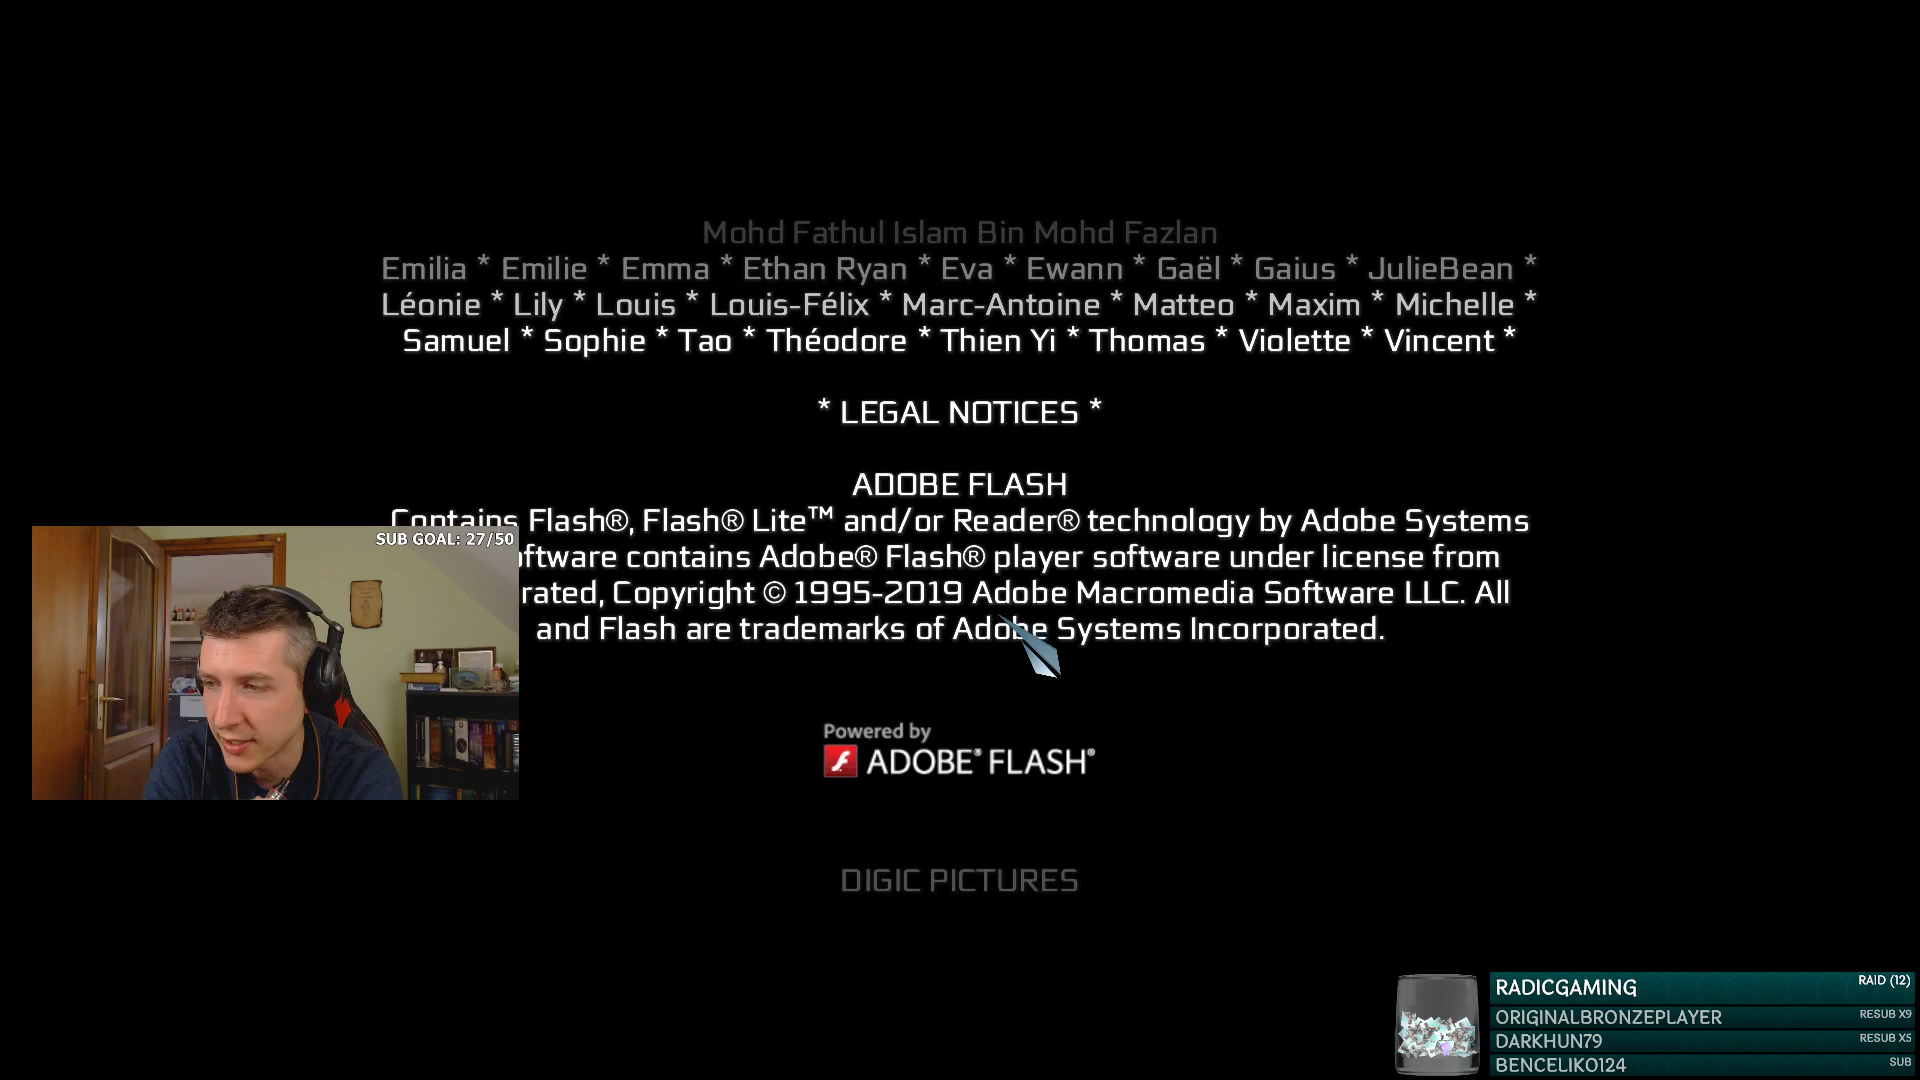 Mohd Fathul Islam Bin Mohd Fazlan
Emilia * Emilie * Emma * Ethan Ryan * Eva * Ewann * Gaël * Gaius * JulieBean *
Léonie * Lily * Louis * Louis-Félix * Marc-Antoine * Matteo * Maxim * Michelle *
Samuel * Sophie * Tao * Théodore * Thien Yi * Thomas * Violette * Vincent *
* LEGAL NOTICES *
ADOBE FLASH
Contains Flash®, Flash® Lite™ and/or Reader® technology by Adobe Systems
contains Adobe® Flash® player software under license from
Copyright © 1995-2019 Adobe Macromedia Software LLC. All
and Flash are trademarks of Adobe Systems Incorporated.
Powered by
ADOBE® FLASH®
DIGIC PICTURES
SUB GOAL: 27/50
RADICGAMING RAID (12)
ORIGINALBRONZEPLAYER RESUB X9
DARKHUN79 RESUB X5
BENCELIKO124 SUB